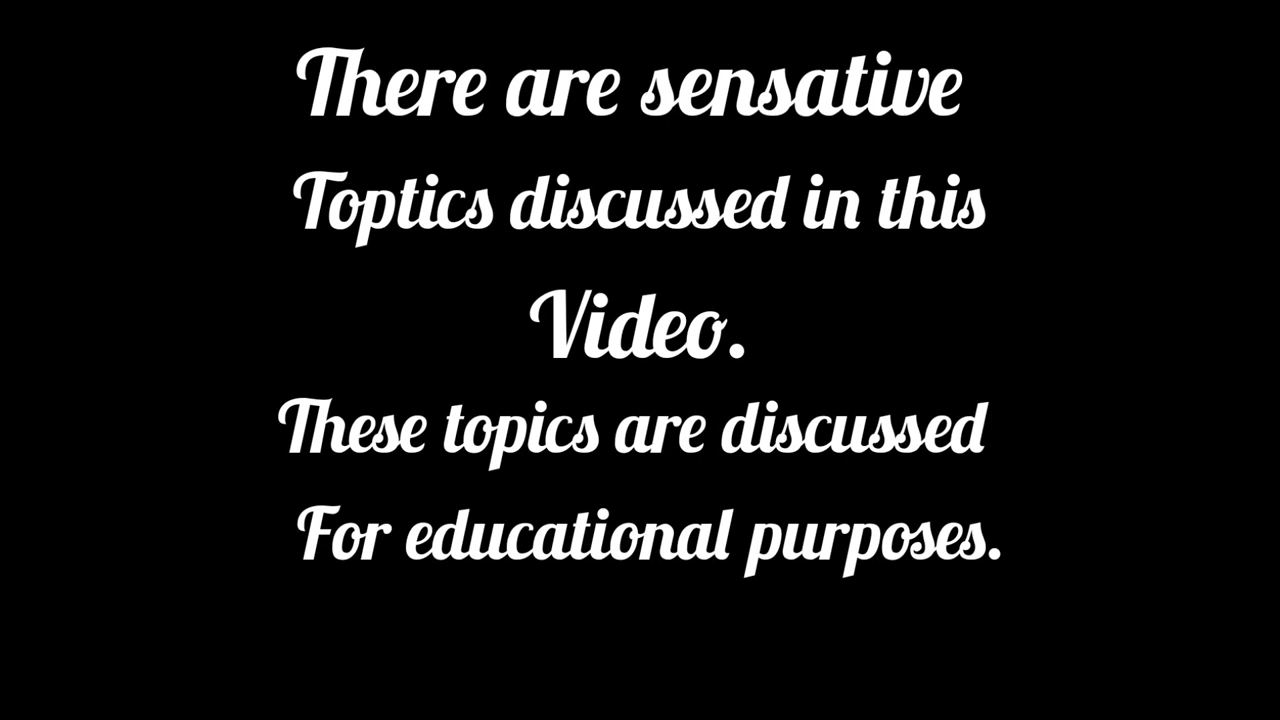 There are sensative
Toptics discussed in this
Video.
These topics are discussed
For educational purposes.